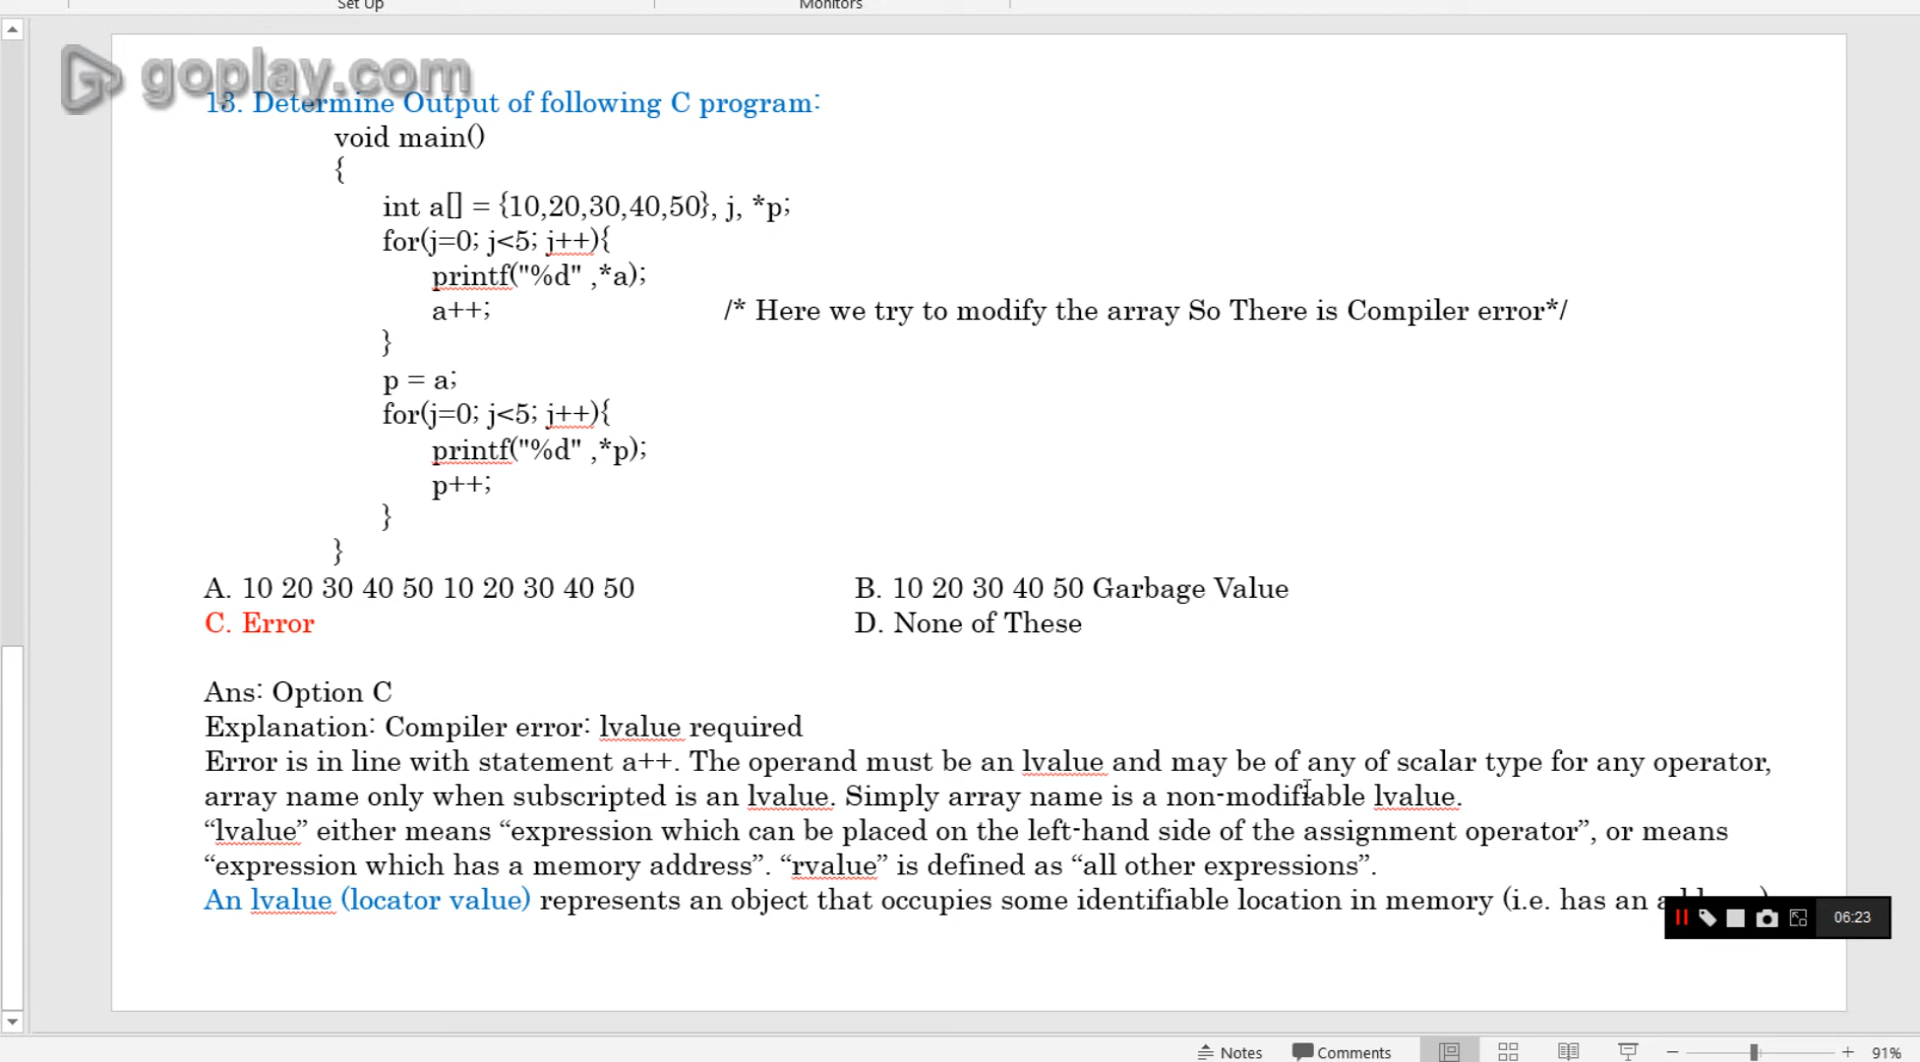 Set Up Monitors
goplay.com
13. Determine Output of following C program:
void main()
{
int a[] = {10,20,30,40,50}, j, *p;
for(j=0; j<5; j++){
printf("%d" ,*a);
a++; /* Here we try to modify the array So There is Compiler error*/
}
p = a;
for(j=0; j<5; j++){
printf("%d" ,*p);
p++;
}
}
A. 10 20 30 40 50 10 20 30 40 50 B. 10 20 30 40 50 Garbage Value
C. Error D. None of These
Ans: Option C
Explanation: Compiler error: lvalue required
Error is in line with statement a++. The operand must be an lvalue and may be of any of scalar type for any operator,
array name only when subscripted is an lvalue. Simply array name is a non-modifiable lvalue.
“lvalue” either means “expression which can be placed on the left-hand side of the assignment operator”, or means
“expression which has a memory address”. “rvalue” is defined as “all other expressions”.
An lvalue (locator value) represents an object that occupies some identifiable location in memory (i.e. has an
06:23
Notes Comments 91%